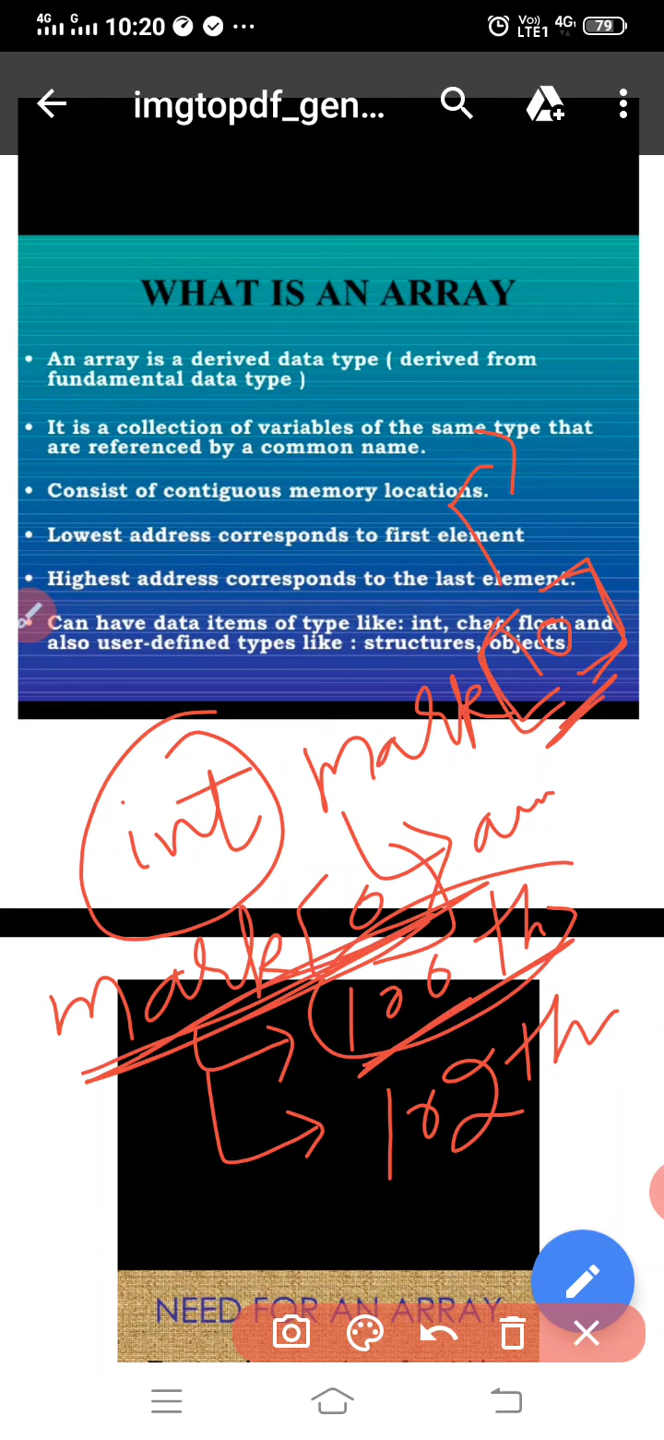 4G G 10:20 Vo)) LTE1 4G 79
imgtopdf_gen...
WHAT IS AN ARRAY
• An array is a derived data type ( derived from
fundamental data type )
• It is a collection of variables of the same type that
are referenced by a common name.
• Consist of contiguous memory locations.
• Lowest address corresponds to first element
• Highest address corresponds to the last element.
• Can have data items of type like: int, char, float and
also user-defined types like : structures, objects
int mark [10]
mark[0]
100th
102th
NEED FOR AN ARRAY